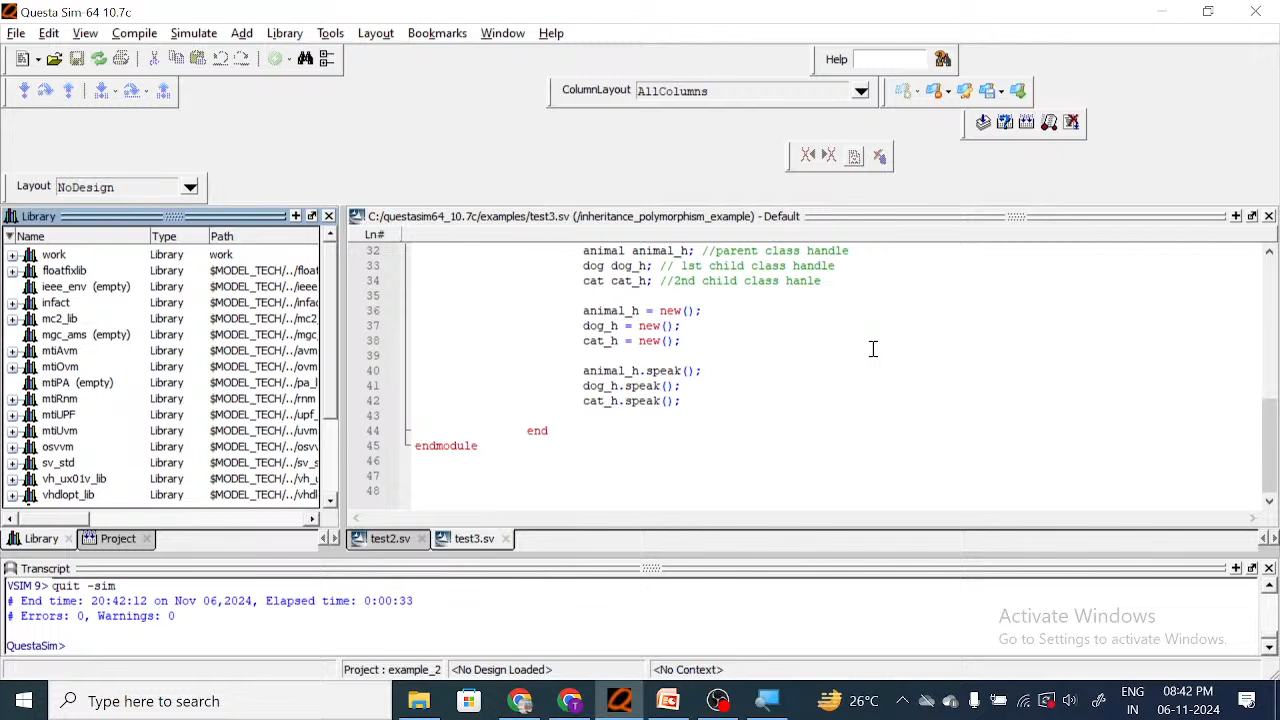 Questa Sim-64 10.7c
File Edit View Compile Simulate Add Library Tools Layout Bookmarks Window Help
Help
ColumnLayout AllColumns
Layout NoDesign
Library
Name Type Path
work Library work
floatfixlib Library $MODEL_TECH/../float
ieee_env (empty) Library $MODEL_TECH/../ieee
infact Library $MODEL_TECH/../infac
mc2_lib Library $MODEL_TECH/../mc2_
mgc_ams (empty) Library $MODEL_TECH/../mgc_
mtiAvm Library $MODEL_TECH/../avm
mtiOvm Library $MODEL_TECH/../ovm
mtiPA (empty) Library $MODEL_TECH/../pa_l
mtiRnm Library $MODEL_TECH/../rnm
mtiUPF Library $MODEL_TECH/../upf_
mtiUvm Library $MODEL_TECH/../uvm
osvvm Library $MODEL_TECH/../osvv
sv_std Library $MODEL_TECH/../sv_s
vh_ux01v_lib Library $MODEL_TECH/../vh_u
vhdlopt_lib Library $MODEL_TECH/../vhdl
Library Project
C:/questasim64_10.7c/examples/test3.sv (/inheritance_polymorphism_example) - Default
Ln#
32 animal animal_h; //parent class handle
33 dog dog_h; // 1st child class handle
34 cat cat_h; //2nd child class hanle
35
36 animal_h = new();
37 dog_h = new();
38 cat_h = new();
39
40 animal_h.speak();
41 dog_h.speak();
42 cat_h.speak();
43
44 end
45 endmodule
46
47
48
test2.sv test3.sv
Transcript
VSIM 9> quit -sim
# End time: 20:42:12 on Nov 06,2024, Elapsed time: 0:00:33
# Errors: 0, Warnings: 0
QuestaSim>
Activate Windows
Go to Settings to activate Windows.
Project : example_2 <No Design Loaded> <No Context>
Type here to search
26°C
ENG
IN
08:42 PM
06-11-2024